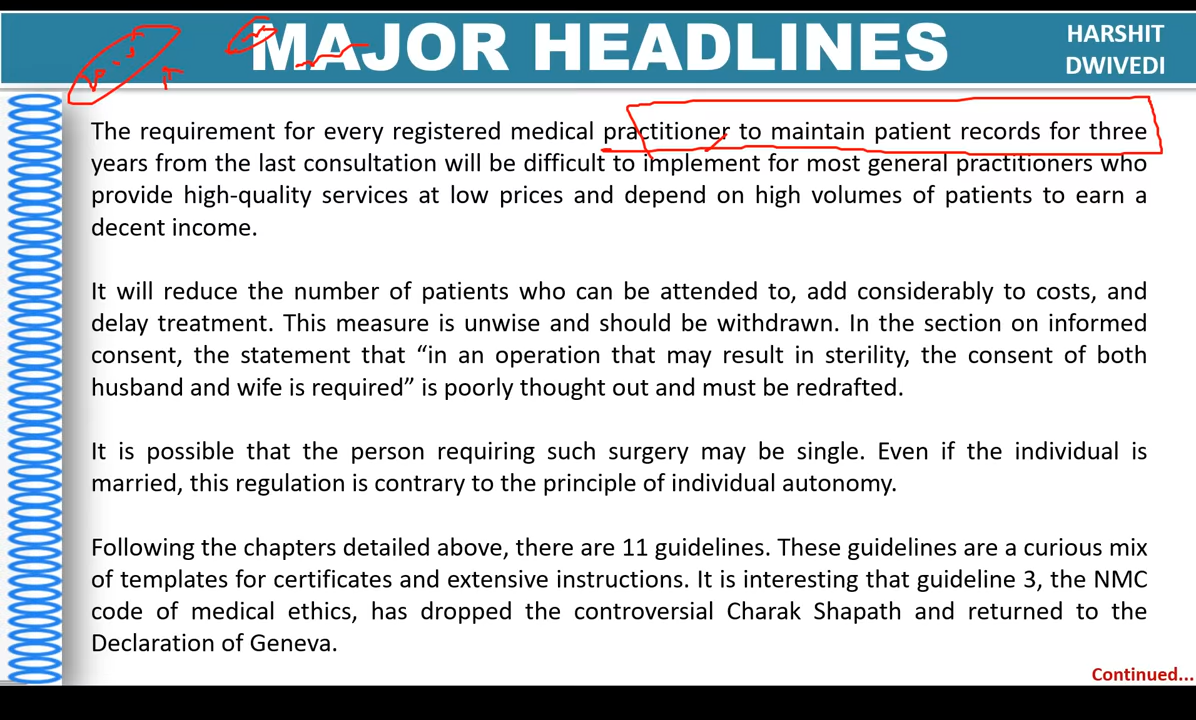 MAJOR HEADLINES
HARSHIT
DWIVEDI
The requirement for every registered medical practitioner to maintain patient records for three
years from the last consultation will be difficult to implement for most general practitioners who
provide high-quality services at low prices and depend on high volumes of patients to earn a
decent income.
It will reduce the number of patients who can be attended to, add considerably to costs, and
delay treatment. This measure is unwise and should be withdrawn. In the section on informed
consent, the statement that “in an operation that may result in sterility, the consent of both
husband and wife is required” is poorly thought out and must be redrafted.
It is possible that the person requiring such surgery may be single. Even if the individual is
married, this regulation is contrary to the principle of individual autonomy.
Following the chapters detailed above, there are 11 guidelines. These guidelines are a curious mix
of templates for certificates and extensive instructions. It is interesting that guideline 3, the NMC
code of medical ethics, has dropped the controversial Charak Shapath and returned to the
Declaration of Geneva.
Continued...